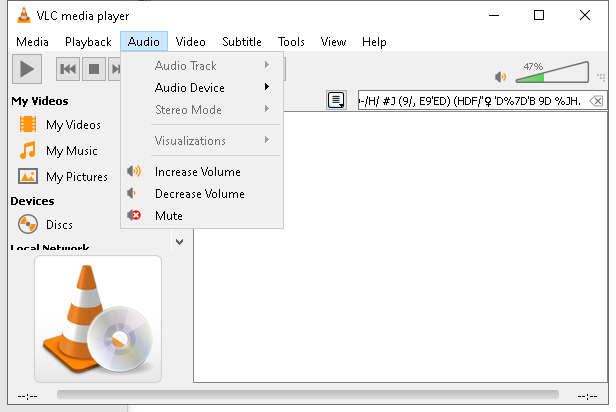 VLC media player
Media Playback Audio Video Subtitle Tools View Help
47%
Audio Track
Audio Device
Stereo Mode
Visualizations
Increase Volume
Decrease Volume
Mute
My Videos
My Videos
My Music
My Pictures
Devices
Discs
Local Network
/H/ #J (9/, E9'ED) (HDF/'♀ 'D%7D'B 9D %JH.
--:-- --:--